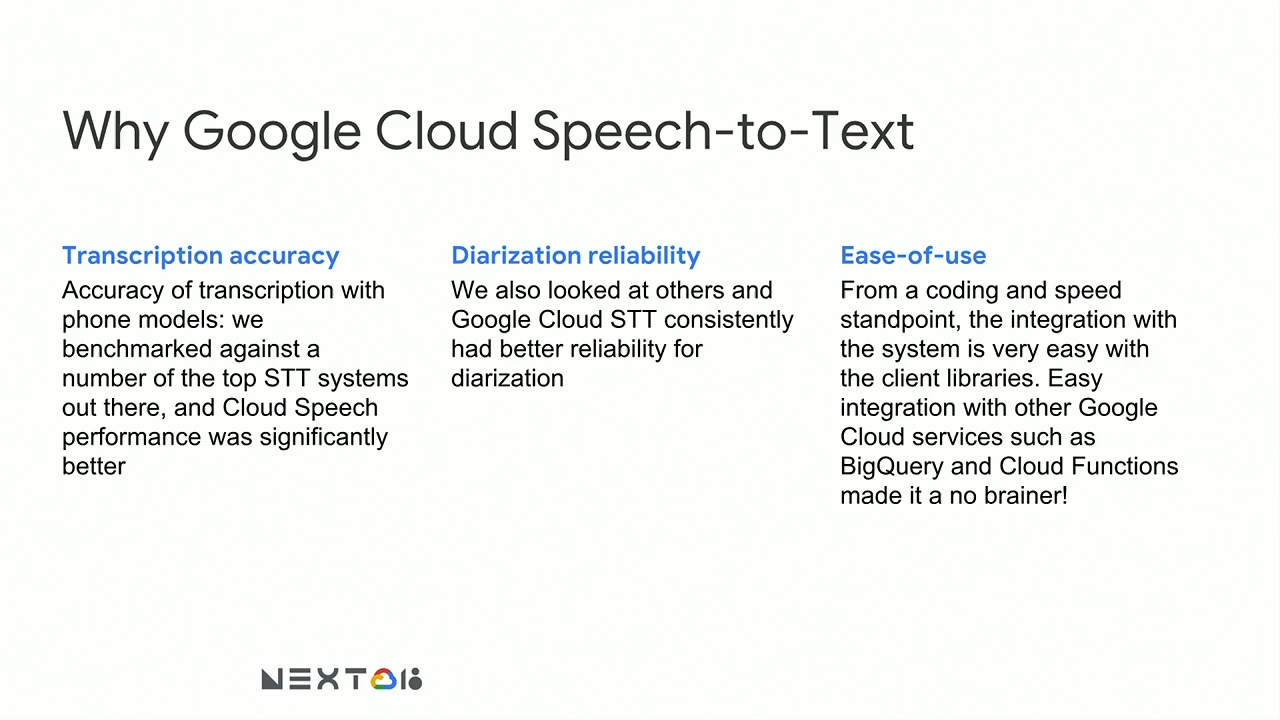 Why Google Cloud Speech-to-Text
Transcription accuracy
Accuracy of transcription with
phone models: we
benchmarked against a
number of the top STT systems
out there, and Cloud Speech
performance was significantly
better
Diarization reliability
We also looked at others and
Google Cloud STT consistently
had better reliability for
diarization
Ease-of-use
From a coding and speed
standpoint, the integration with
the system is very easy with
the client libraries. Easy
integration with other Google
Cloud services such as
BigQuery and Cloud Functions
made it a no brainer!
NEXT 18